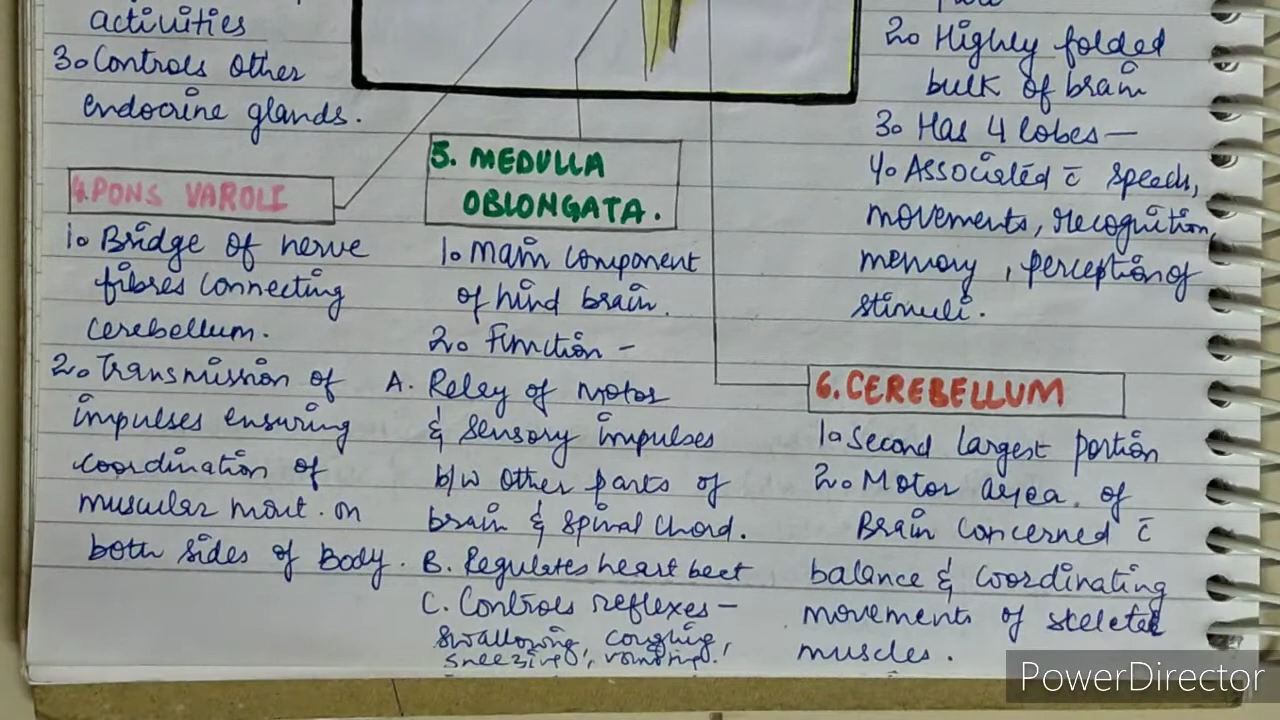 activities
3. Controls other
endocrine glands.
4. PONS VAROLI
1. Bridge of nerve
fibres connecting
cerebellum.
2. Transmission of
impulses ensuring
coordination of
muscular movt. on
both sides of Body.
5. MEDULLA
OBLONGATA.
1. Main component
of hind brain.
2. Function -
A. Relay of motor
& sensory impulses
b/w other parts of
brain & spinal chord.
B. Regulates heart beat
C. Controls reflexes -
swallowing, coughing,
sneezing, vomiting.
2. Highly folded
bulk of brain
3. Has 4 lobes -
4. Associated c̄ speech,
movements, recognition,
memory, perception of
stimuli.
6. CEREBELLUM
1. Second largest portion
2. Motor area. of
Brain concerned c̄
balance & coordinating
movements of skeletal
muscles.
PowerDirector